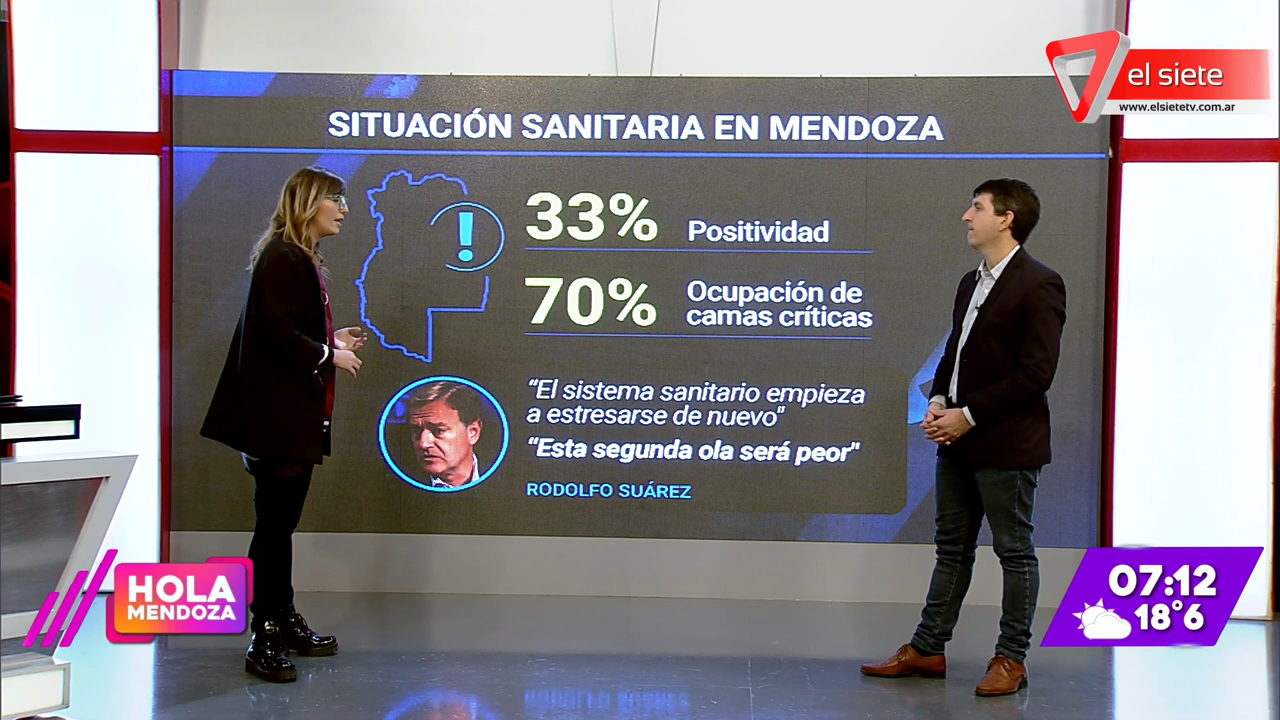 el siete
www.elsietetv.com.ar
SITUACIÓN SANITARIA EN MENDOZA
!
33%
Positividad
70%
Ocupación de
camas críticas
“El sistema sanitario empieza
a estresarse de nuevo"
“Esta segunda ola será peor"
RODOLFO SUÁREZ
HOLA
MENDOZA
07:12
18°6